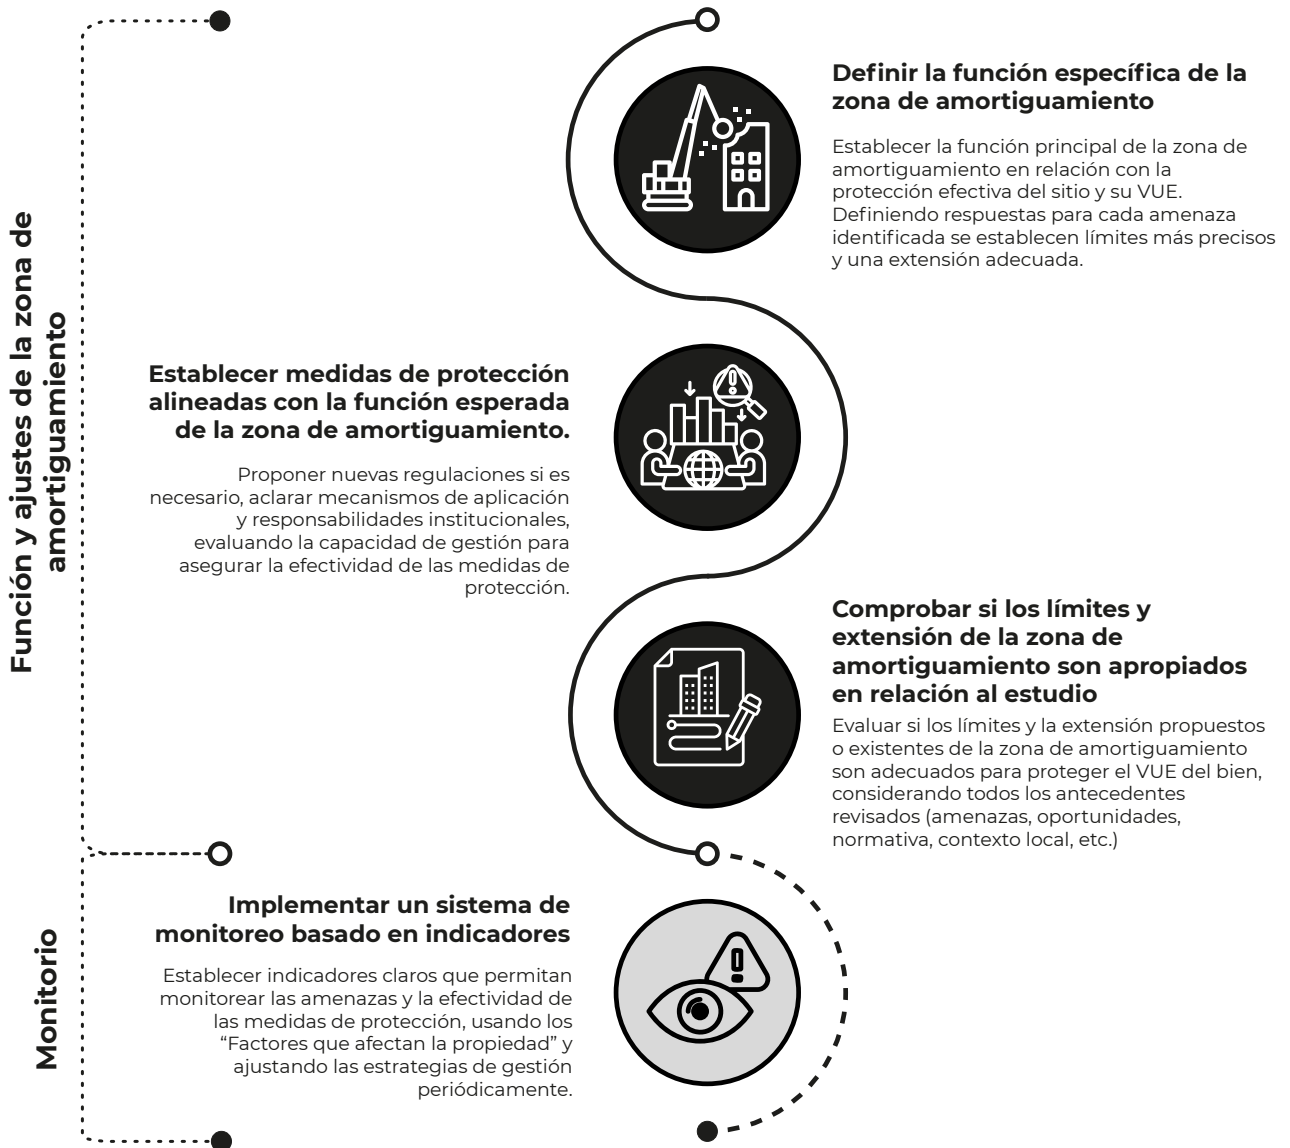 Función y ajustes de la zona de
amortiguamiento
Definir la función específica de la
zona de amortiguamiento
Establecer la función principal de la zona de
amortiguamiento en relación con la
protección efectiva del sitio y su VUE.
Definiendo respuestas para cada amenaza
identificada se establecen límites más precisos
y una extensión adecuada.
Establecer medidas de protección
alineadas con la función esperada
de la zona de amortiguamiento.
Proponer nuevas regulaciones si es
necesario, aclarar mecanismos de aplicación
y responsabilidades institucionales,
evaluando la capacidad de gestión para
asegurar la efectividad de las medidas de
protección.
Comprobar si los límites y
extensión de la zona de
amortiguamiento son apropiados
en relación al estudio
Evaluar si los límites y la extensión propuestos
o existentes de la zona de amortiguamiento
son adecuados para proteger el VUE del bien,
considerando todos los antecedentes
revisados (amenazas, oportunidades,
normativa, contexto local, etc.)
Monitorio
Implementar un sistema de
monitoreo basado en indicadores
Establecer indicadores claros que permitan
monitorear las amenazas y la efectividad de
las medidas de protección, usando los
“Factores que afectan la propiedad” y
ajustando las estrategias de gestión
periódicamente.